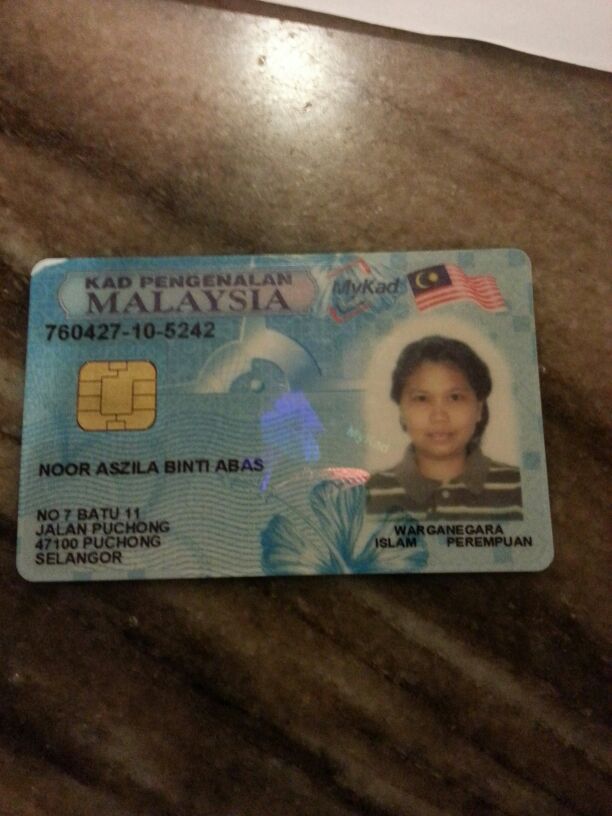 KAD PENGENALAN
MALAYSIA
MyKad
760427-10-5242
MyKad
NOOR ASZILA BINTI ABAS
NO 7 BATU 11
JALAN PUCHONG
47100 PUCHONG
SELANGOR
WARGANEGARA
ISLAM PEREMPUAN